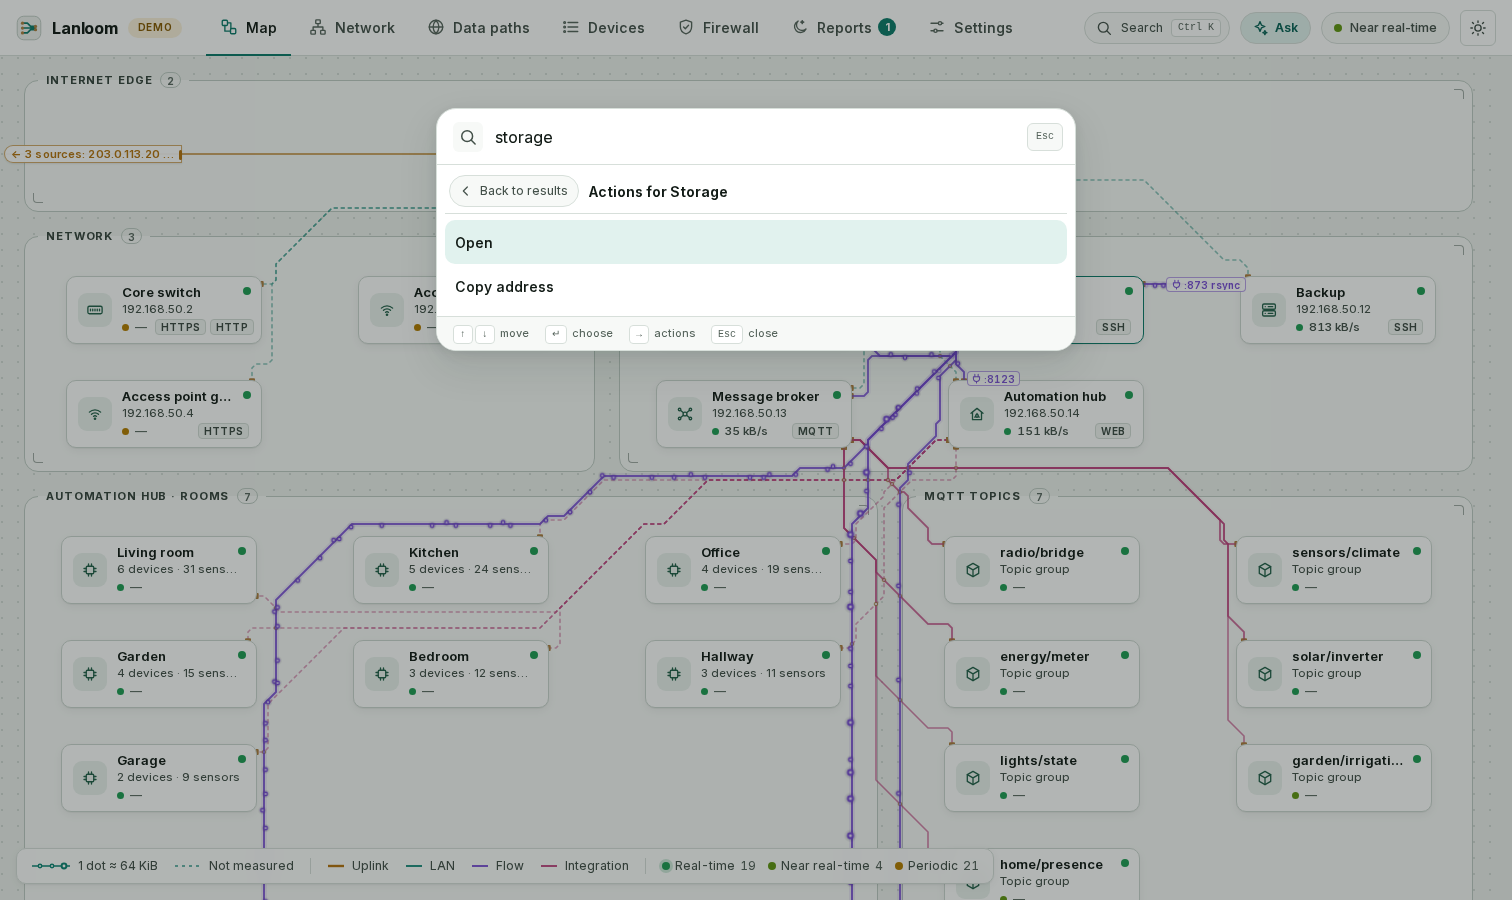 Lanloom DEMO Map Network Data paths Devices Firewall Reports 1 Settings Search Ctrl K Ask Near real-time
INTERNET EDGE 2
← 3 sources: 203.0.113.20 ...
storage Esc
Back to results Actions for Storage
Open
Copy address
↑ ↓ move ↵ choose → actions Esc close
NETWORK 3
Core switch
192.168.50.2
— HTTPS HTTP
192.
—
SSH
:873 rsync
Backup
192.168.50.12
813 kB/s SSH
Access point g...
192.168.50.4
— HTTPS
Message broker
192.168.50.13
35 kB/s MQTT
:8123
Automation hub
192.168.50.14
151 kB/s WEB
AUTOMATION HUB · ROOMS 7
Living room
6 devices · 31 sens...
—
Kitchen
5 devices · 24 sens...
—
Office
4 devices · 19 sens...
—
Garden
4 devices · 15 sens...
—
Bedroom
3 devices · 12 sens...
—
Hallway
3 devices · 11 sensors
—
Garage
2 devices · 9 sensors
—
MQTT TOPICS 7
radio/bridge
Topic group
—
sensors/climate
Topic group
—
energy/meter
Topic group
—
solar/inverter
Topic group
—
lights/state
Topic group
—
garden/irrigati...
Topic group
—
home/presence
Topic group
—
1 dot ≈ 64 KiB Not measured Uplink LAN Flow Integration Real-time 19 Near real-time 4 Periodic 21